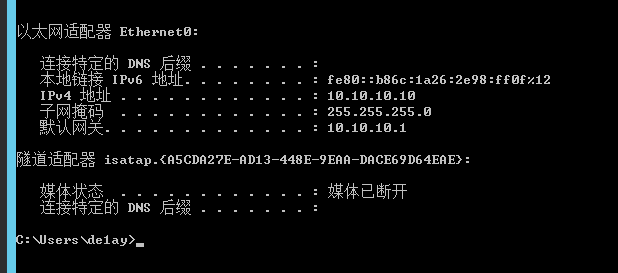 以太网适配器 Ethernet0:
连接特定的 DNS 后缀 . . . . . . . :
本地链接 IPv6 地址. . . . . . . . : fe80::b86c:1a26:2e98:ff0f%12
IPv4 地址 . . . . . . . . . . . . : 10.10.10.10
子网掩码  . . . . . . . . . . . . : 255.255.255.0
默认网关. . . . . . . . . . . . . : 10.10.10.1
隧道适配器 isatap.{A5CDA27E-AD13-448E-9EAA-DACE69D64EAE}:
媒体状态  . . . . . . . . . . . . : 媒体已断开
连接特定的 DNS 后缀 . . . . . . . :
C:\Users\de1ay>_